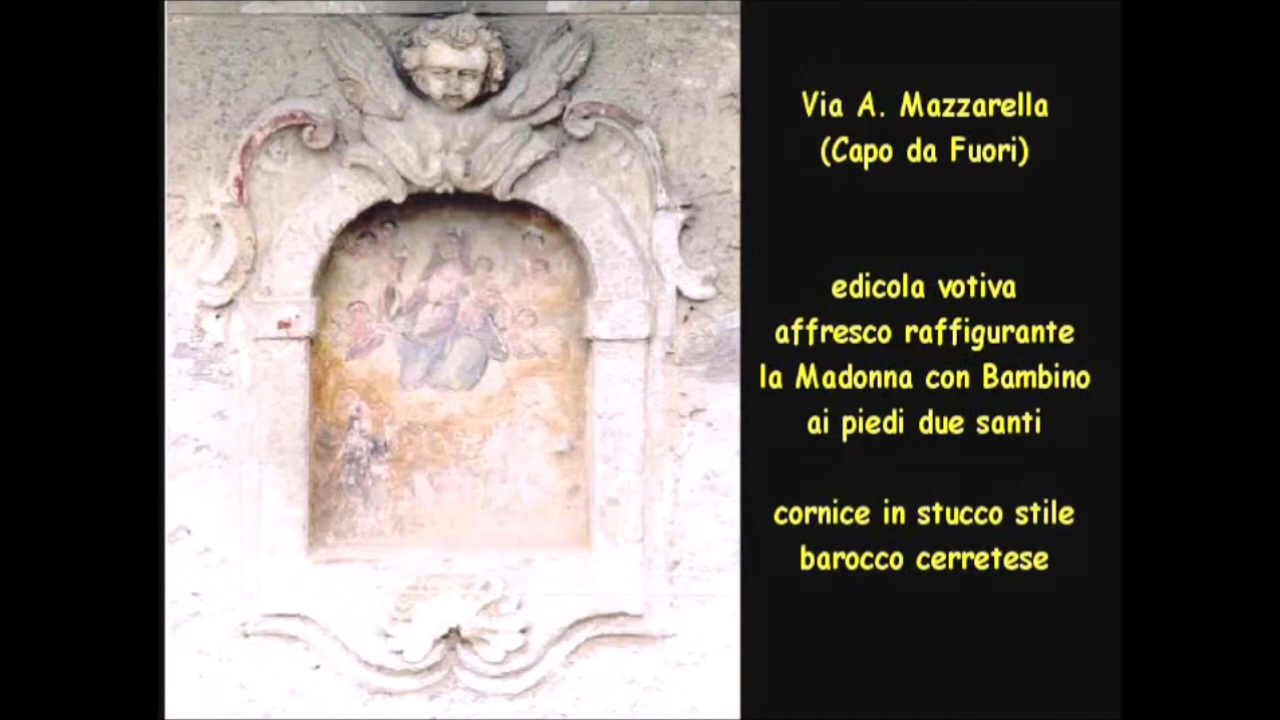 Via A. Mazzarella
(Capo da Fuori)
edicola votiva
affresco raffigurante
la Madonna con Bambino
ai piedi due santi
cornice in stucco stile
barocco cerretese